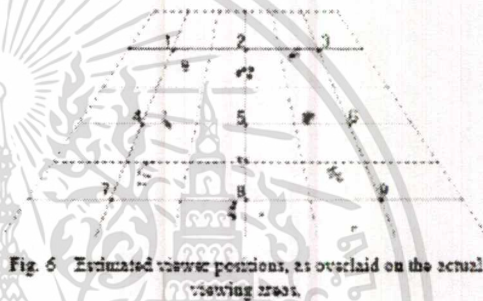 1 2 3
4 5 6
7 8 9
Fig. 6 Estimated viewer positions, as overlaid on the actual
viewing areas.